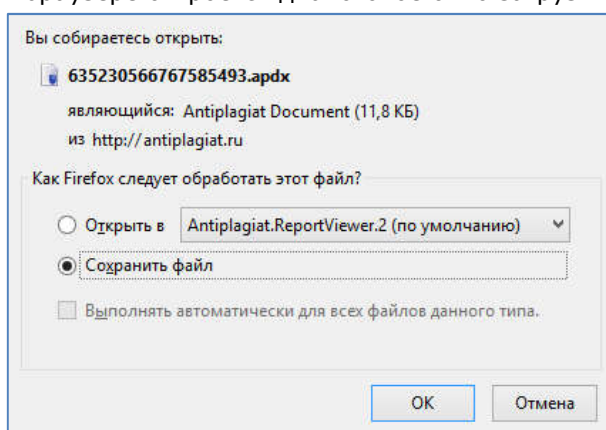 Вы собираетесь открыть:
635230566767585493.apdx
являющийся: Antiplagiat Document (11,8 КБ)
из http://antiplagiat.ru
Как Firefox следует обработать этот файл?
Открыть в Antiplagiat.ReportViewer.2 (по умолчанию)
Сохранить файл
Выполнять автоматически для всех файлов данного типа.
ОК Отмена